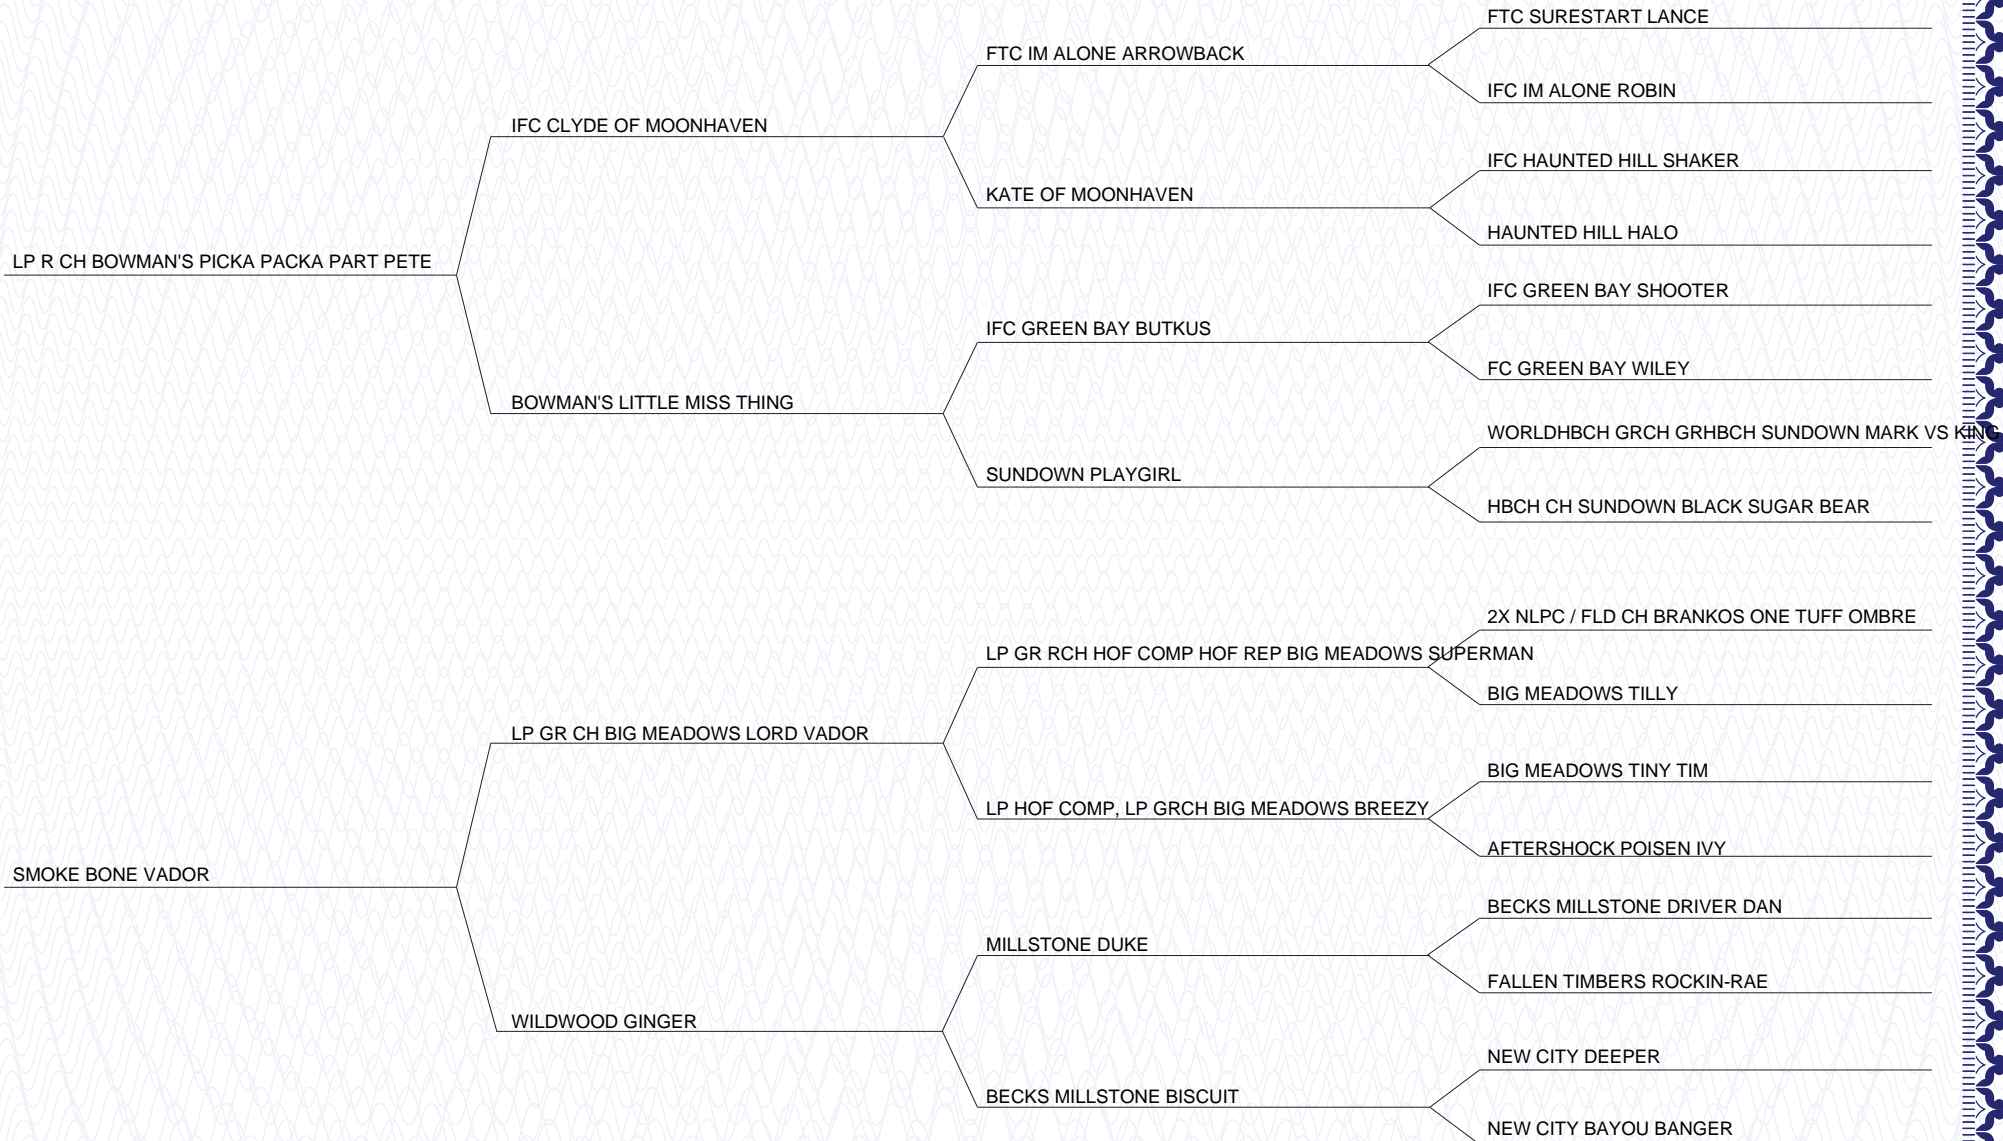 FTC SURESTART LANCE
FTC IM ALONE ARROWBACK
IFC IM ALONE ROBIN
IFC CLYDE OF MOONHAVEN
IFC HAUNTED HILL SHAKER
KATE OF MOONHAVEN
HAUNTED HILL HALO
LP R CH BOWMAN'S PICKA PACKA PART PETE
IFC GREEN BAY SHOOTER
IFC GREEN BAY BUTKUS
FC GREEN BAY WILEY
BOWMAN'S LITTLE MISS THING
WORLDHBCH GRCH GRHBCH SUNDOWN MARK VS KING
SUNDOWN PLAYGIRL
HBCH CH SUNDOWN BLACK SUGAR BEAR
2X NLPC / FLD CH BRANKOS ONE TUFF OMBRE
LP GR RCH HOF COMP HOF REP BIG MEADOWS SUPERMAN
BIG MEADOWS TILLY
LP GR CH BIG MEADOWS LORD VADOR
BIG MEADOWS TINY TIM
LP HOF COMP, LP GRCH BIG MEADOWS BREEZY
AFTERSHOCK POISEN IVY
SMOKE BONE VADOR
BECKS MILLSTONE DRIVER DAN
MILLSTONE DUKE
FALLEN TIMBERS ROCKIN-RAE
WILDWOOD GINGER
NEW CITY DEEPER
BECKS MILLSTONE BISCUIT
NEW CITY BAYOU BANGER